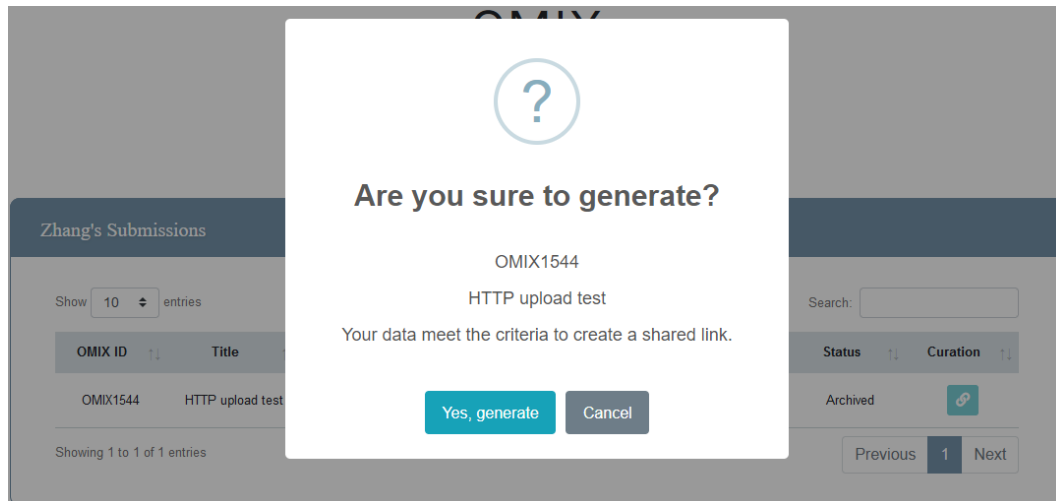 OMIX
?
Are you sure to generate?
OMIX1544
HTTP upload test
Your data meet the criteria to create a shared link.
Yes, generate Cancel
Zhang's Submissions
Show 10 entries Search:
OMIX ID Title Status Curation
OMIX1544 HTTP upload test Archived
Showing 1 to 1 of 1 entries Previous 1 Next